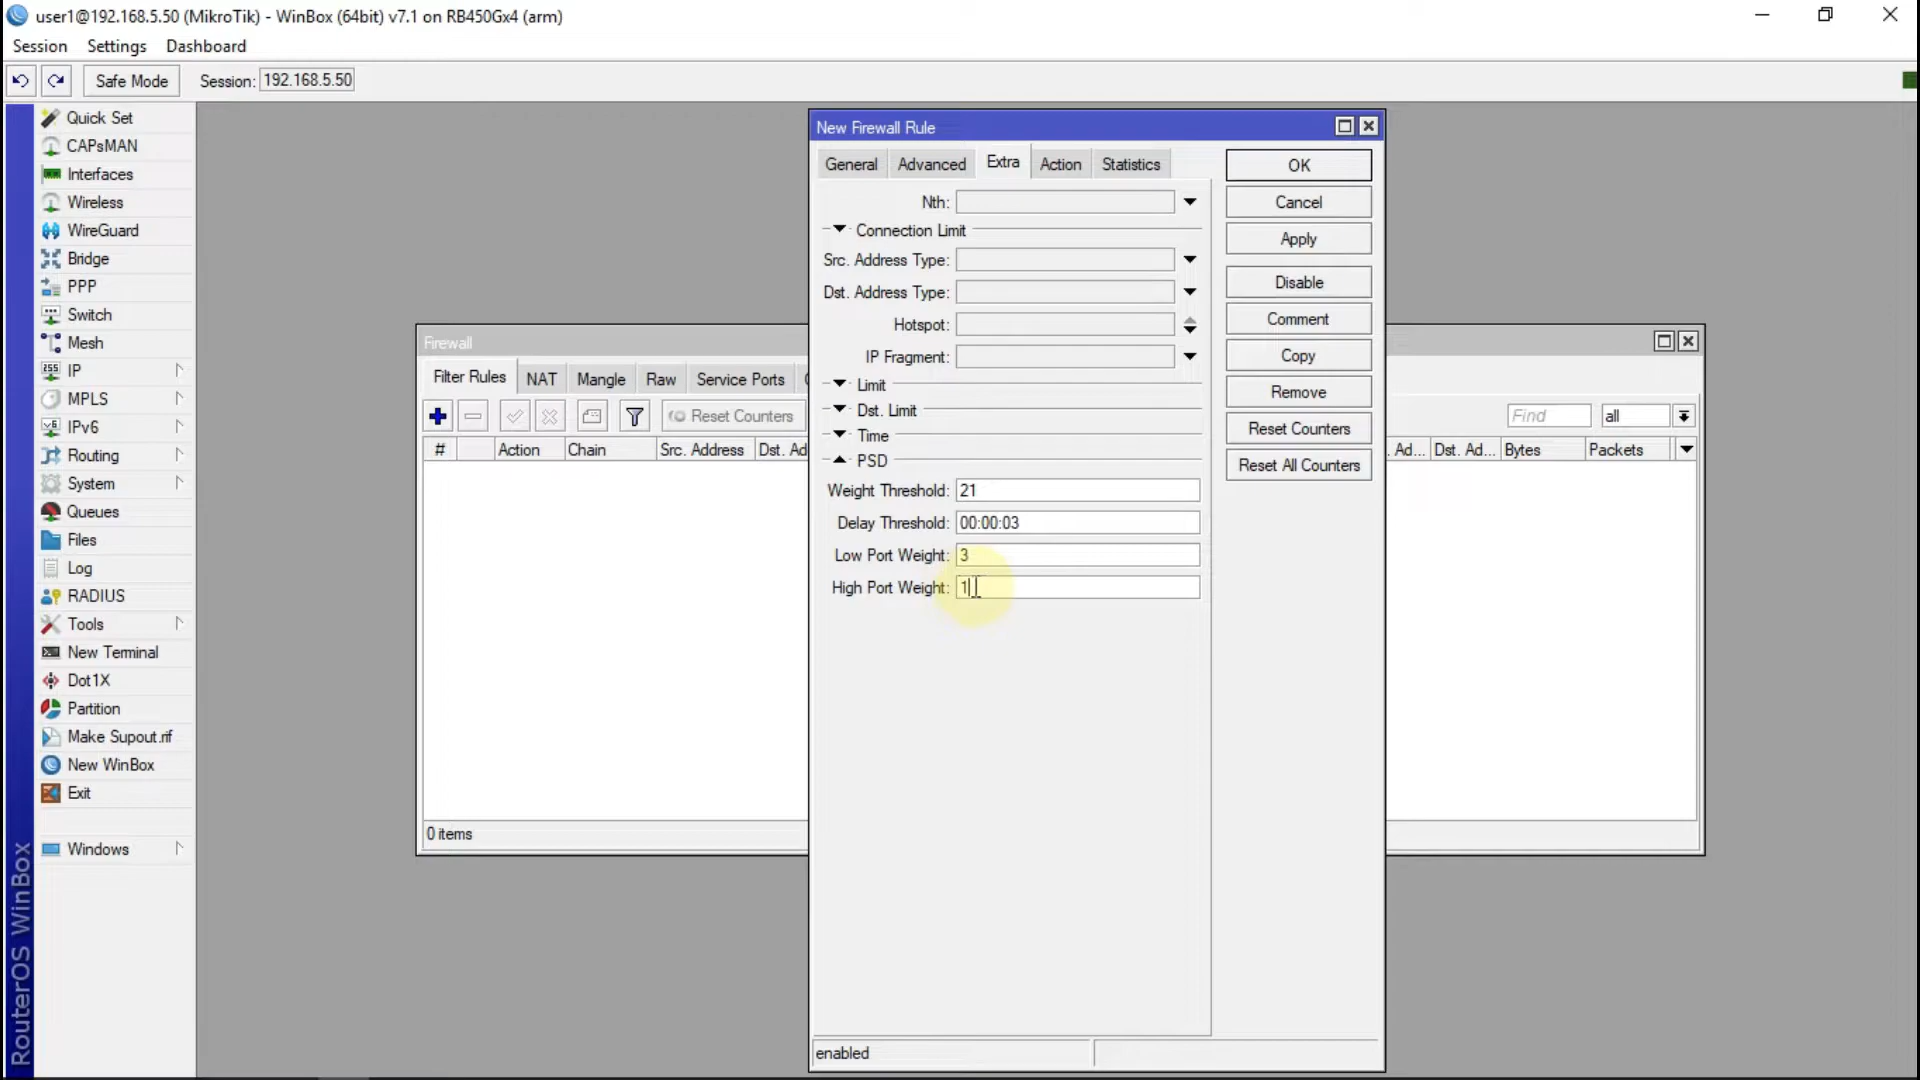 user1@192.168.5.50 (MikroTik) - WinBox (64bit) v7.1 on RB450Gx4 (arm)
Session Settings Dashboard
Safe Mode Session: 192.168.5.50
Quick Set
CAPsMAN
Interfaces
Wireless
WireGuard
Bridge
PPP
Switch
Mesh
IP
MPLS
IPv6
Routing
System
Queues
Files
Log
RADIUS
Tools
New Terminal
Dot1X
Partition
Make Supout.rif
New WinBox
Exit
Windows
RouterOS WinBox
Firewall
Filter Rules NAT Mangle Raw Service Ports
Reset Counters
Find all
# Action Chain Src. Address Dst. Ad
. Ad... Dst. Ad... Bytes Packets
0 items
New Firewall Rule
General Advanced Extra Action Statistics
Nth:
Connection Limit
Src. Address Type:
Dst. Address Type:
Hotspot:
IP Fragment:
Limit
Dst. Limit
Time
PSD
Weight Threshold: 21
Delay Threshold: 00:00:03
Low Port Weight: 3
High Port Weight: 1
OK
Cancel
Apply
Disable
Comment
Copy
Remove
Reset Counters
Reset All Counters
enabled